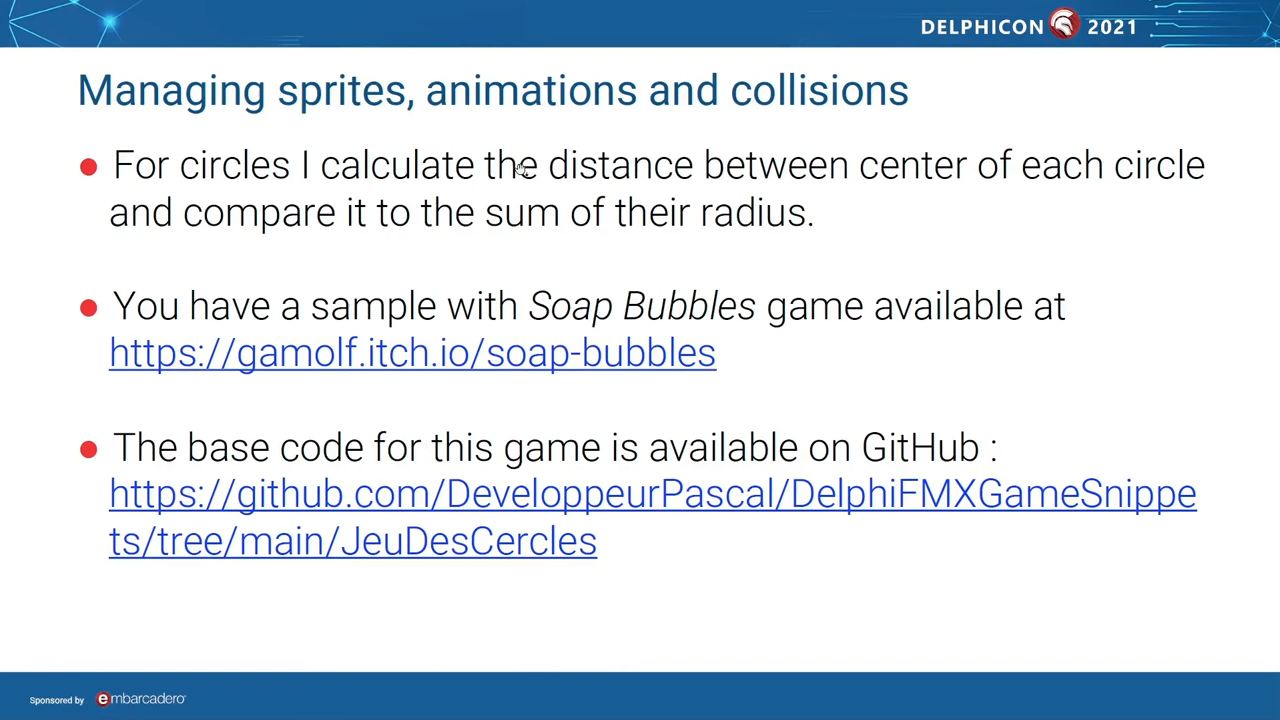 DELPHICON 2021
Managing sprites, animations and collisions
For circles I calculate the distance between center of each circle
and compare it to the sum of their radius.
You have a sample with Soap Bubbles game available at
https://gamolf.itch.io/soap-bubbles
The base code for this game is available on GitHub :
https://github.com/DeveloppeurPascal/DelphiFMXGameSnippe
ts/tree/main/JeuDesCercles
Sponsored by embarcadero